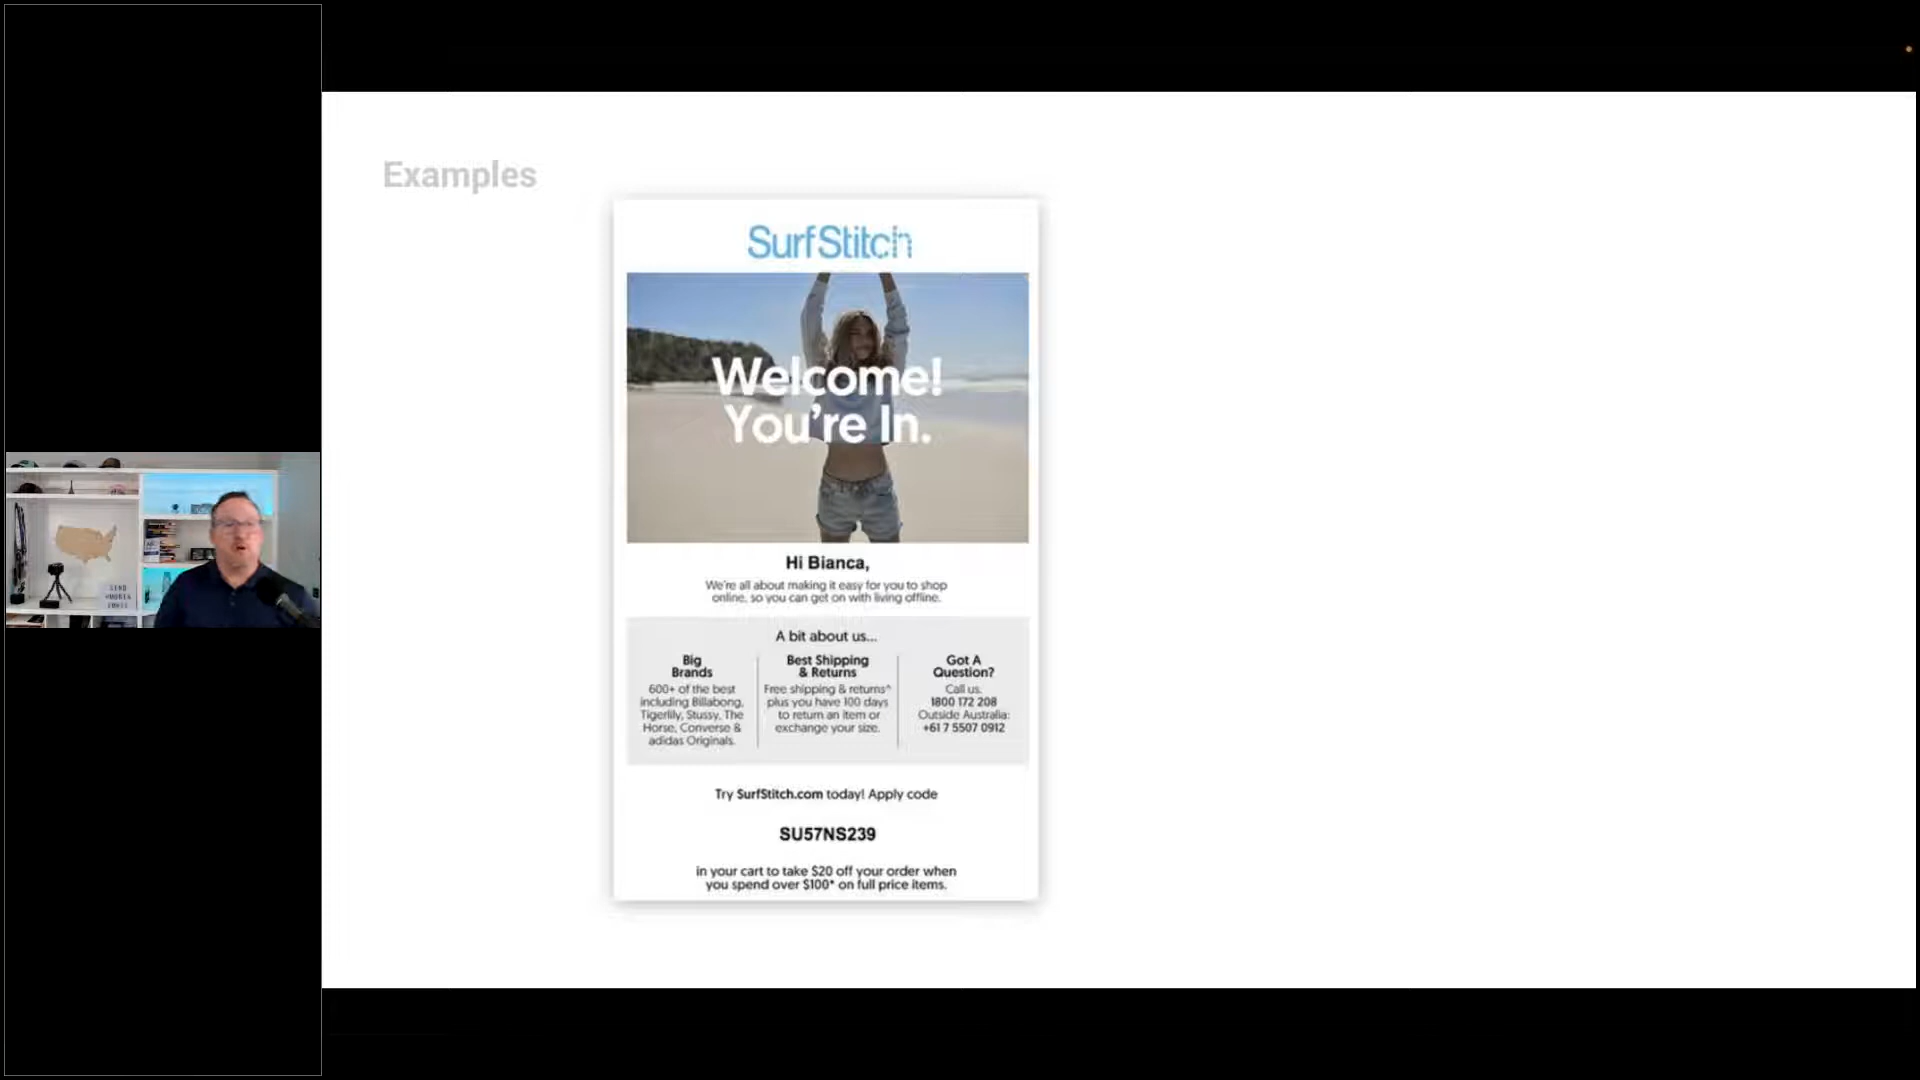 Examples
SurfStitch
Welcome!
You're In.
Hi Bianca,
We're all about making it easy for you to shop
online, so you can get on with living offline.
A bit about us...
Big
Brands
600+ of the best
including Billabong,
Tigerlily, Stussy, The
Horse, Converse &
adidas Originals.
Best Shipping
& Returns
Free shipping & returns^
plus you have 100 days
to return an item or
exchange your size.
Got A
Question?
Call us:
1800 172 208
Outside Australia:
+61 7 5507 0912
Try SurfStitch.com today! Apply code
SU57NS239
in your cart to take $20 off your order when
you spend over $100* on full price items.